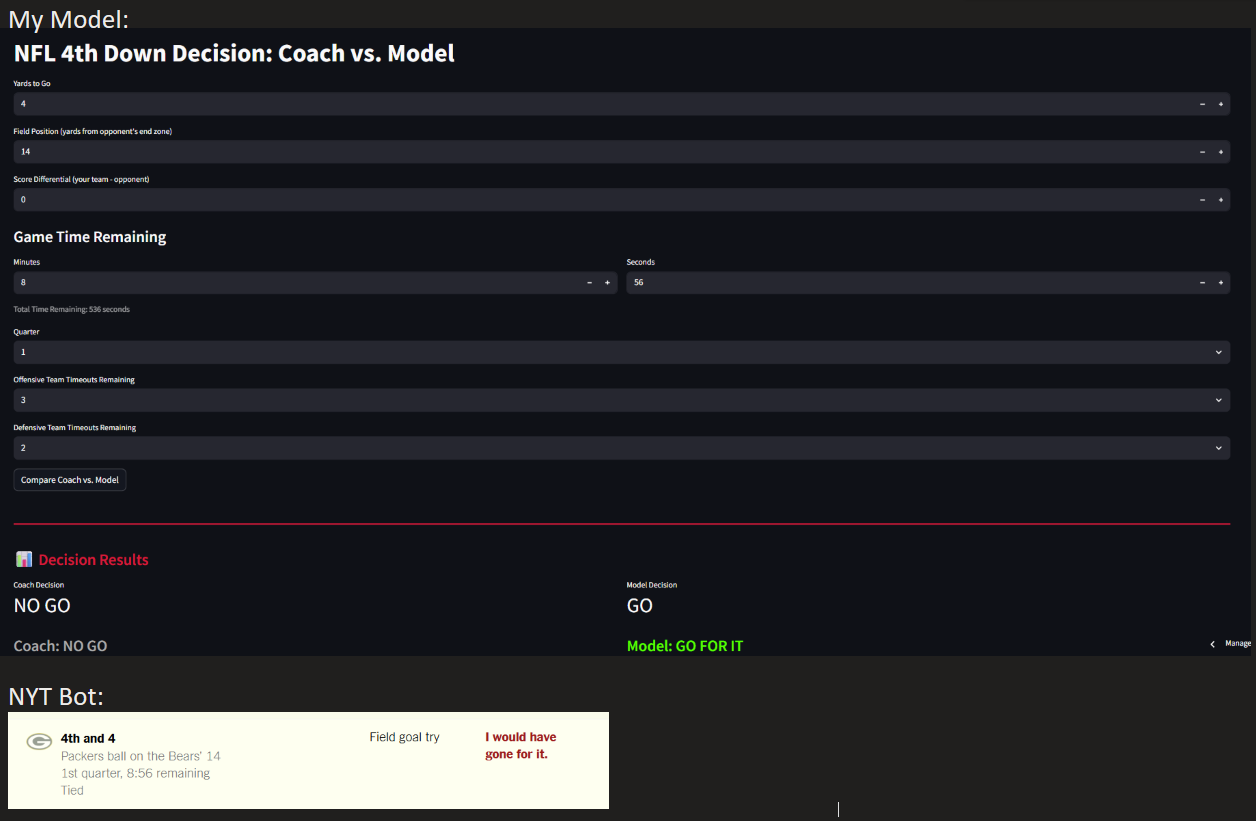 My Model:
NFL 4th Down Decision: Coach vs. Model
Yards to Go
4
Field Position (yards from opponent's end zone)
14
Score Differential (your team - opponent)
0
Game Time Remaining
Minutes Seconds
8 56
Total Time Remaining: 536 seconds
Quarter
1
Offensive Team Timeouts Remaining
3
Defensive Team Timeouts Remaining
2
Compare Coach vs. Model
Decision Results
Coach Decision Model Decision
NO GO GO
Coach: NO GO Model: GO FOR IT
Manage
NYT Bot:
4th and 4 Field goal try I would have
Packers ball on the Bears' 14 gone for it.
1st quarter, 8:56 remaining
Tied